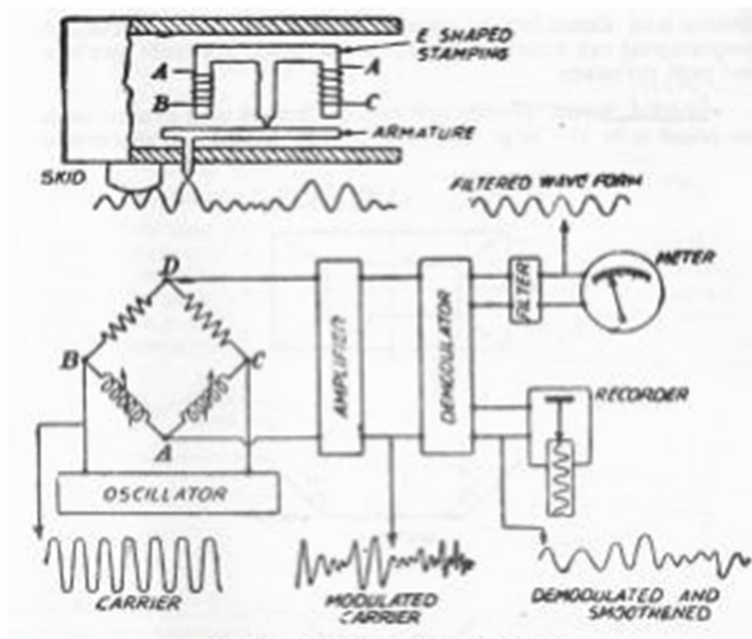 E SHAPED
STAMPING
A
A
B
C
ARMATURE
SKID
FILTERED WAVE FORM
METER
D
B
C
A
AMPLIFIER
DEMODULATOR
FILTER
RECORDER
OSCILLATOR
CARRIER
MODULATED
CARRIER
DEMODULATED AND
SMOOTHENED